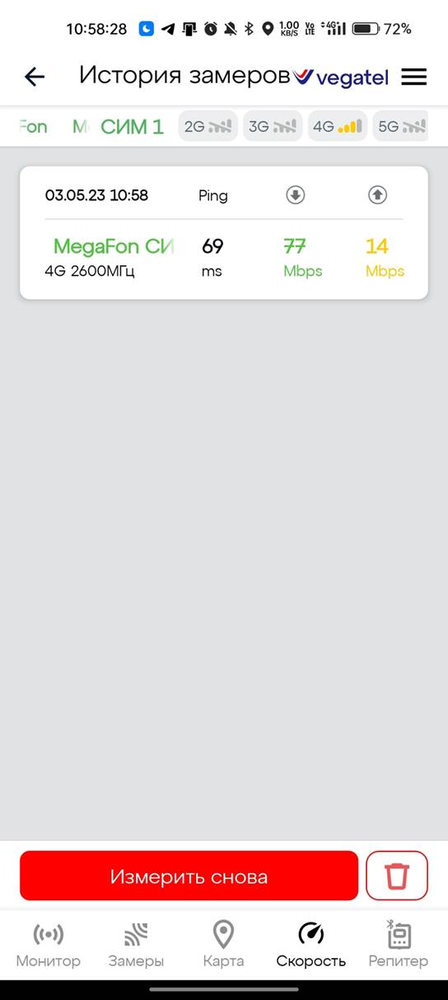 10:58:28 1.00 KB/S Vo LTE 4G 72%
История замеров vegatel
Fon М СИМ 1 2G 3G 4G 5G
03.05.23 10:58 Ping
MegaFon СИ 69 77 14
4G 2600МГц ms Mbps Mbps
Измерить снова
Монитор Замеры Карта Скорость Репитер